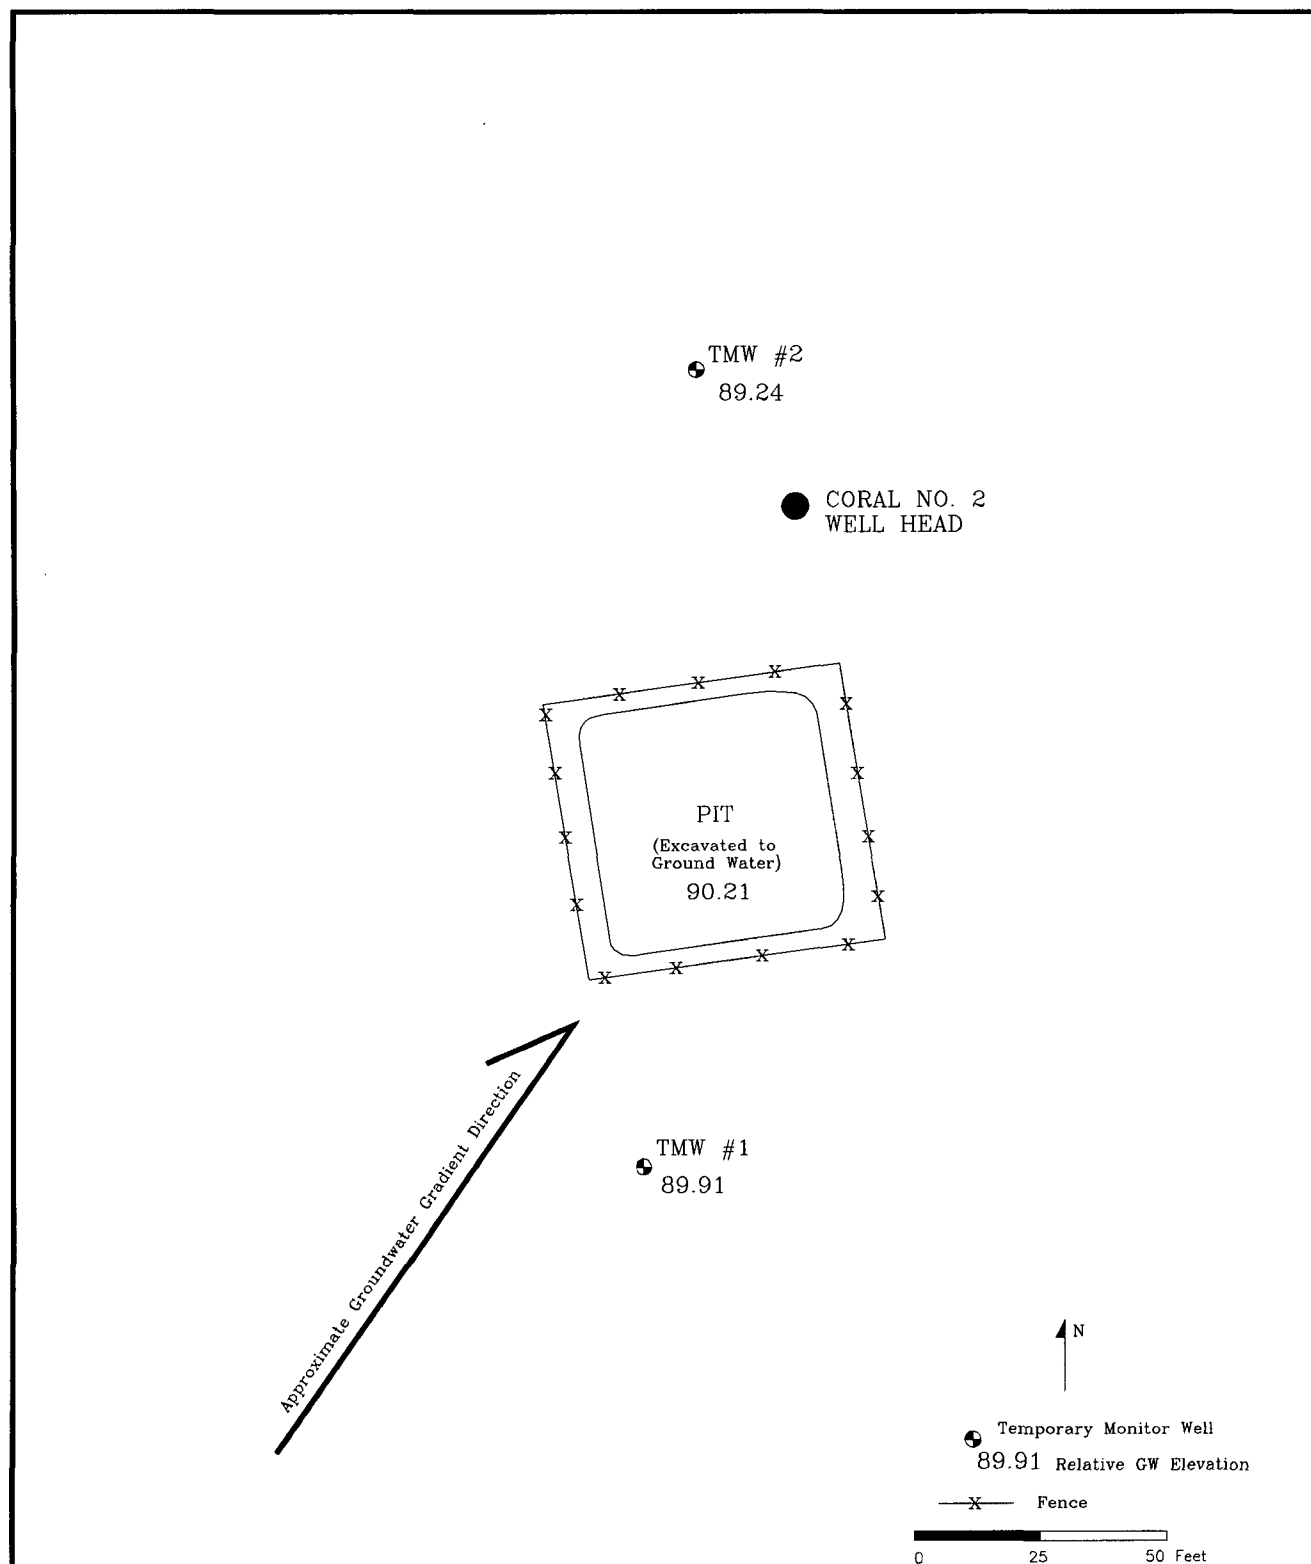 TMW #2
89.24
CORAL NO. 2
WELL HEAD
PIT
(Excavated to
Ground Water)
90.21
Approximate Groundwater Gradient Direction
TMW #1
89.91
N
Temporary Monitor Well
89.91 Relative GW Elevation
X Fence
0 25 50 Feet